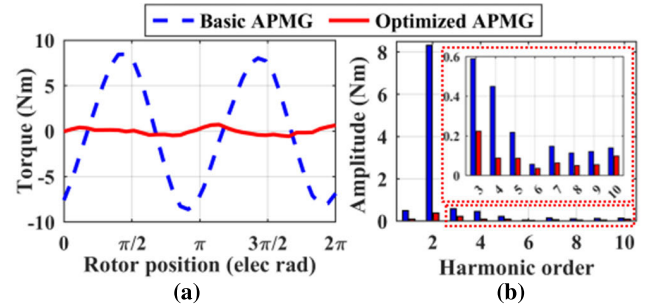 Basic APMG Optimized APMG
Torque (Nm)
10
5
0
-5
-10
0 π/2 π 3π/2 2π
Rotor position (elec rad)
(a)
Amplitude (Nm)
8
6
4
2
0
2 4 6 8 10
Harmonic order
(b)
0.6
0.4
0.2
0
3 4 5 6 7 8 9 10